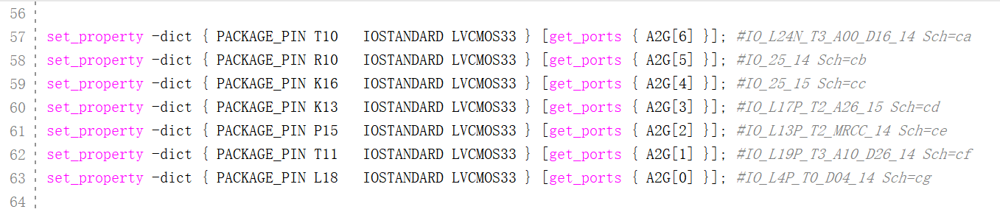 56
57 set_property -dict { PACKAGE_PIN T10   IOSTANDARD LVCMOS33 } [get_ports { A2G[6] }]; #IO_L24N_T3_A00_D16_14 Sch=ca
58 set_property -dict { PACKAGE_PIN R10   IOSTANDARD LVCMOS33 } [get_ports { A2G[5] }]; #IO_25_14 Sch=cb
59 set_property -dict { PACKAGE_PIN K16   IOSTANDARD LVCMOS33 } [get_ports { A2G[4] }]; #IO_25_15 Sch=cc
60 set_property -dict { PACKAGE_PIN K13   IOSTANDARD LVCMOS33 } [get_ports { A2G[3] }]; #IO_L17P_T2_A26_15 Sch=cd
61 set_property -dict { PACKAGE_PIN P15   IOSTANDARD LVCMOS33 } [get_ports { A2G[2] }]; #IO_L13P_T2_MRCC_14 Sch=ce
62 set_property -dict { PACKAGE_PIN T11   IOSTANDARD LVCMOS33 } [get_ports { A2G[1] }]; #IO_L19P_T3_A10_D26_14 Sch=cf
63 set_property -dict { PACKAGE_PIN L18   IOSTANDARD LVCMOS33 } [get_ports { A2G[0] }]; #IO_L4P_T0_D04_14 Sch=cg
64